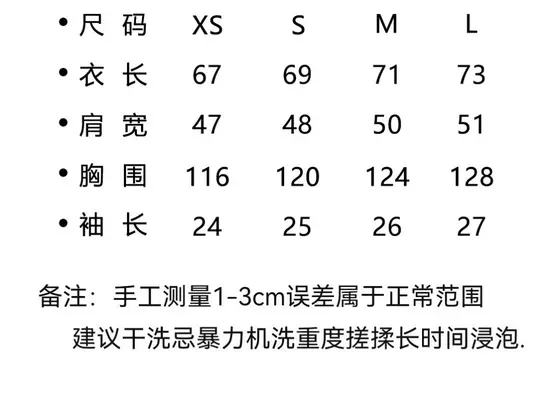 • 尺 码 XS S M L
• 衣 长 67 69 71 73
• 肩 宽 47 48 50 51
• 胸 围 116 120 124 128
• 袖 长 24 25 26 27
备注：手工测量1-3cm误差属于正常范围
建议干洗忌暴力机洗重度搓揉长时间浸泡.